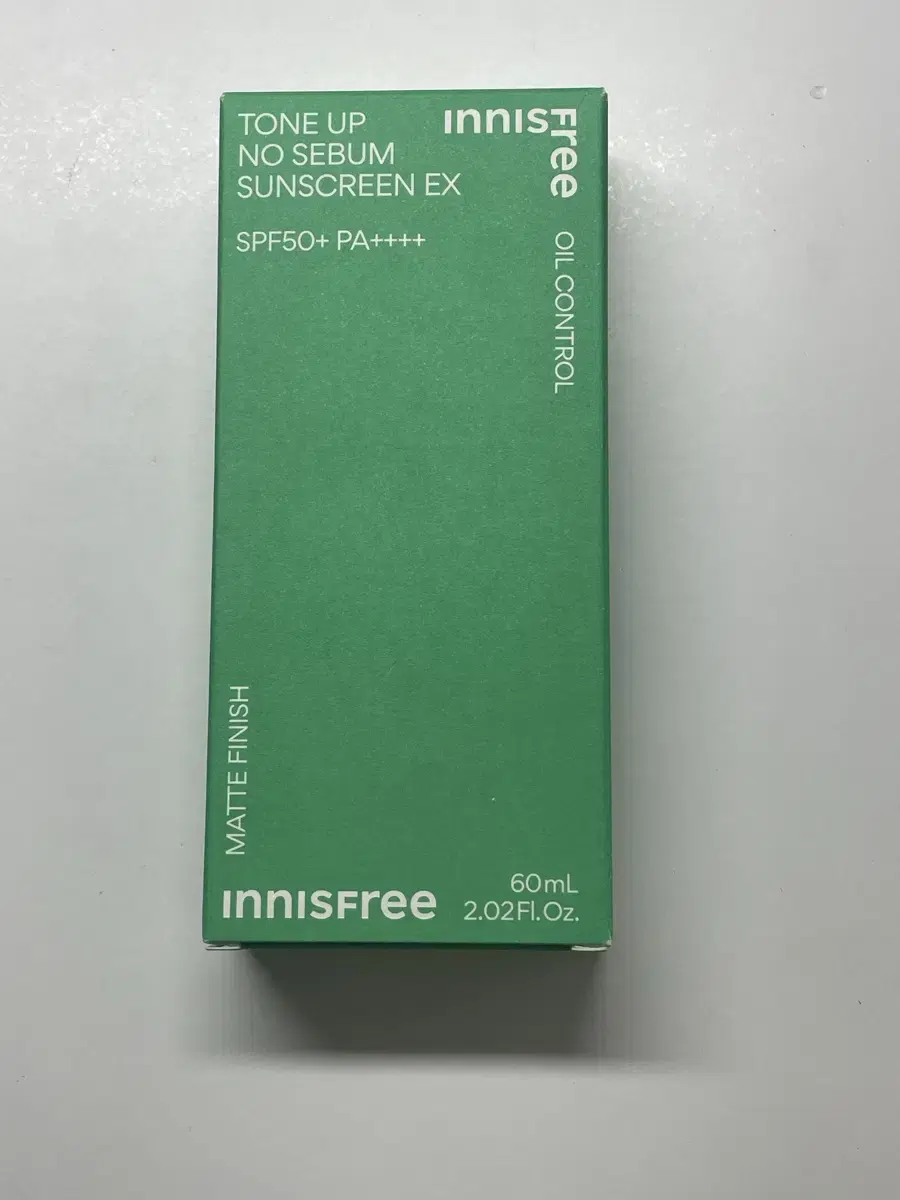 TONE UP
NO SEBUM
SUNSCREEN EX
SPF50+ PA++++
INNISFree
OIL CONTROL
MATTE FINISH
INNISFree
60mL
2.02Fl.Oz.